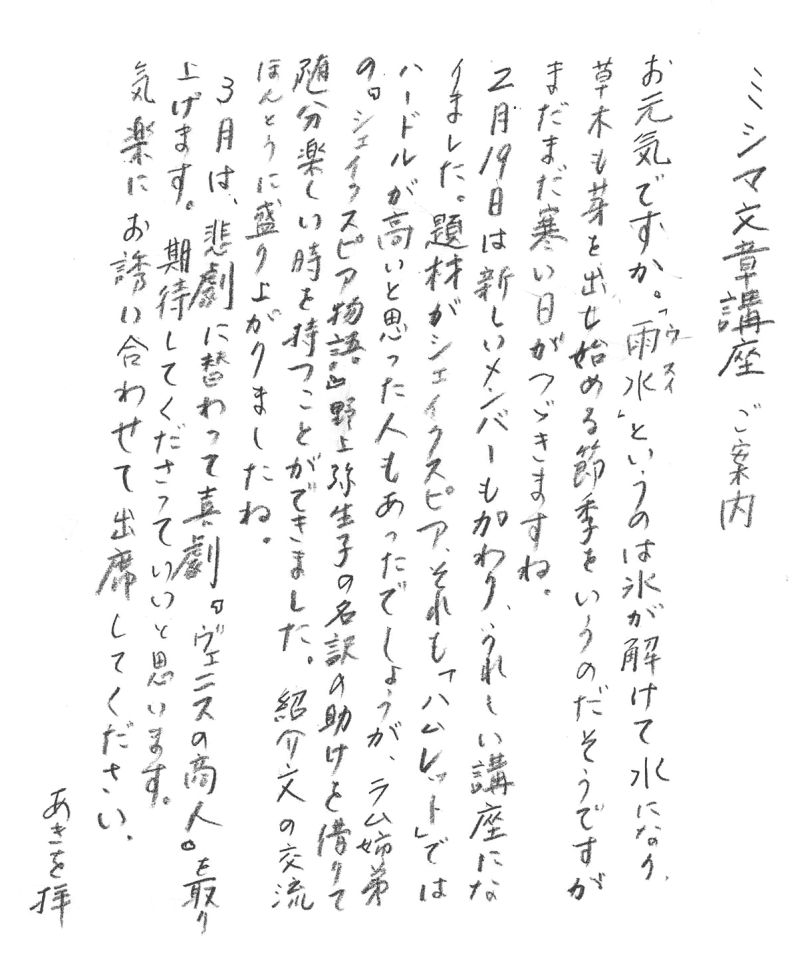 ミシマ文章講座 ご案内
お元気ですか。「雨水」というのは氷が解けて水になり、
ウスイ
草木も芽を出し始める節季をいうのだそうですが
まだまだ寒い日がつゞきますね。
2月19日は新しいメンバーも加わり、うれしい講座にな
りました。題材がシェイクスピア、それも「ハムレット」では
ハードルが高いと思った人もあったでしょうが、ラム姉弟
の『シェイクスピア物語』野上弥生子の名訳の助けを借りて
随分楽しい時を持つことができました。紹介文の交流
ほんとうに盛り上がりましたね。
3月は、悲劇に替わって喜劇『ヴェニスの商人』を取り
上げます。期待してくださっていいと思います。
気楽にお誘い合わせて出席してください。
あきを拝